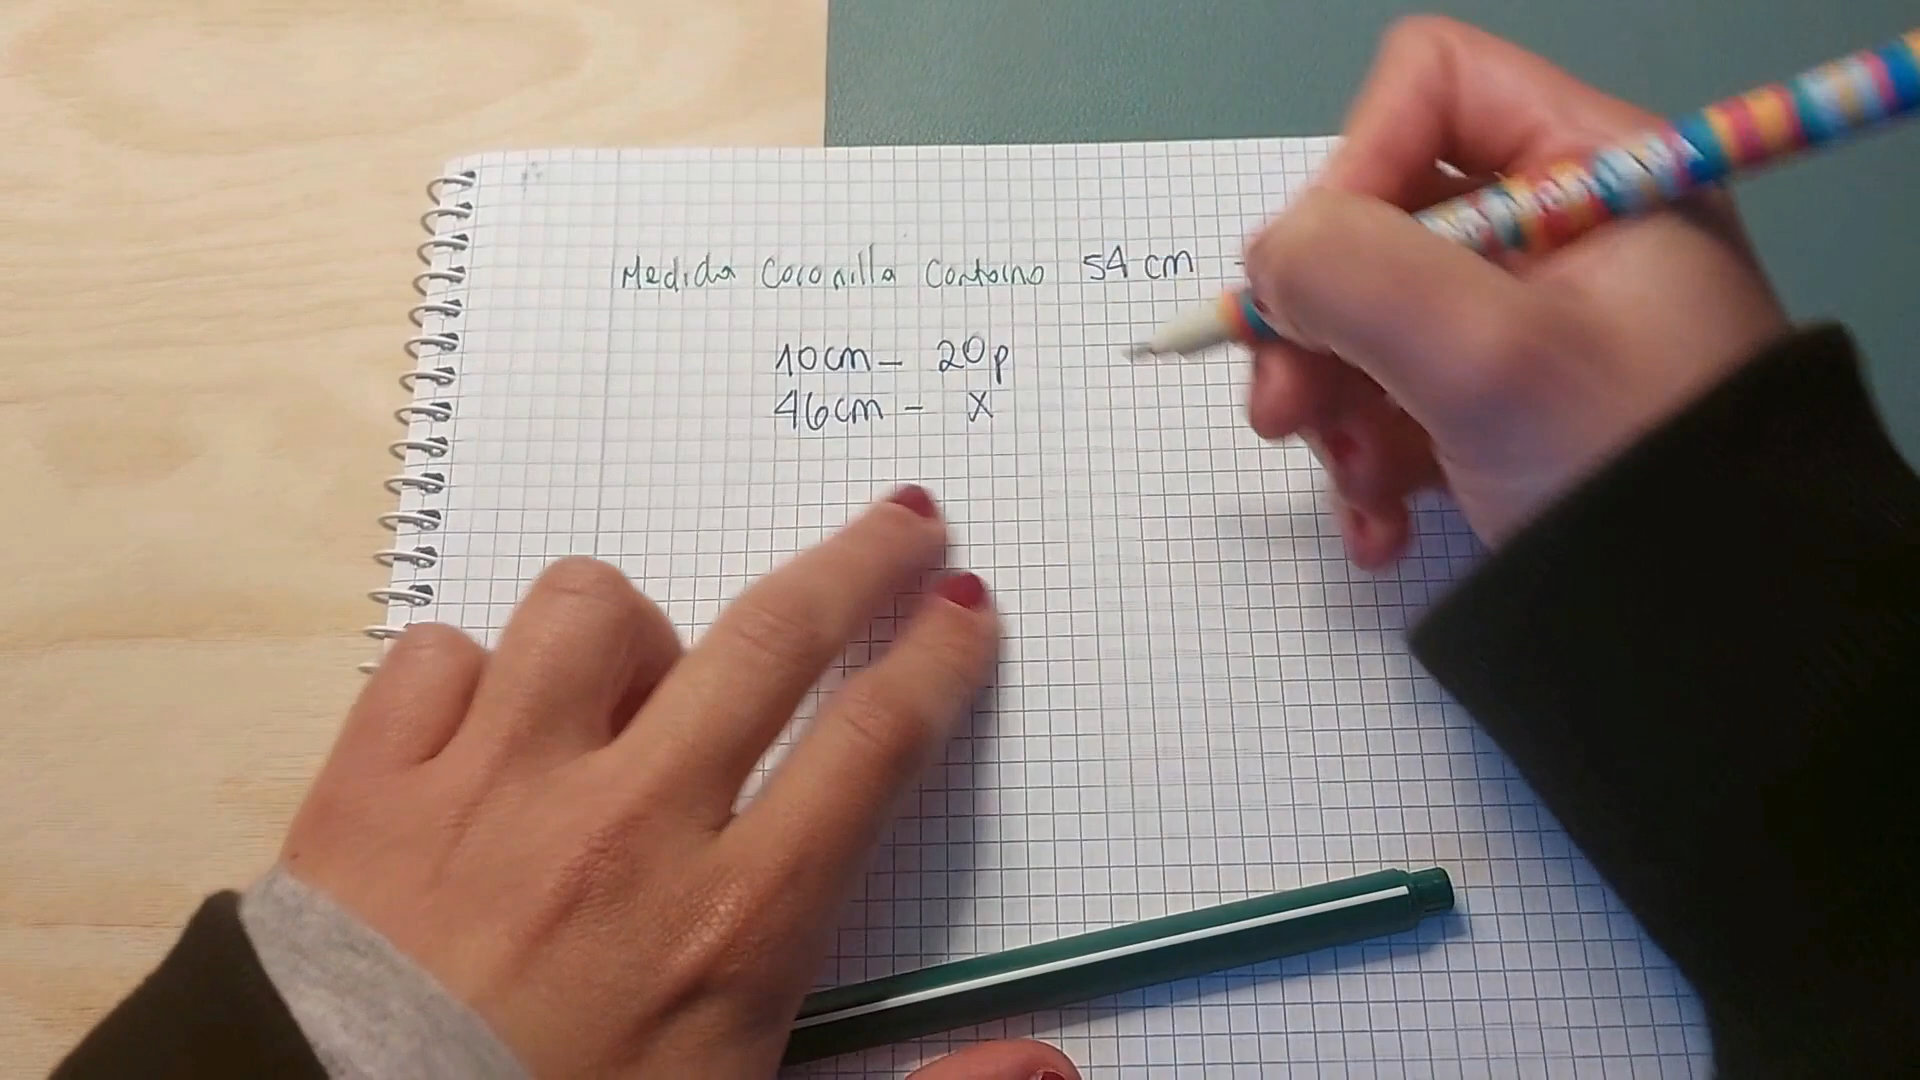 Medida Coronilla Contorno 54 cm -
10cm - 20p
46cm - X